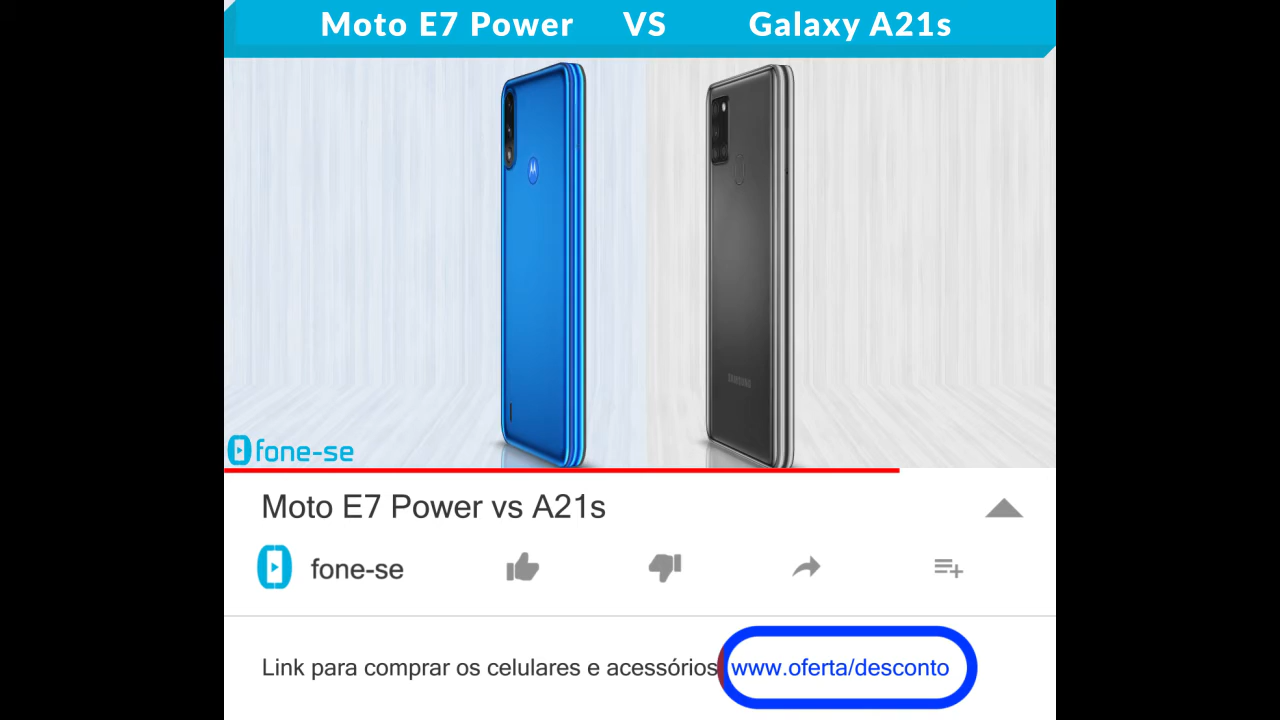 Moto E7 Power VS Galaxy A21s
SAMSUNG
fone-se
Moto E7 Power vs A21s
fone-se
Link para comprar os celulares e acessórios www.oferta/desconto